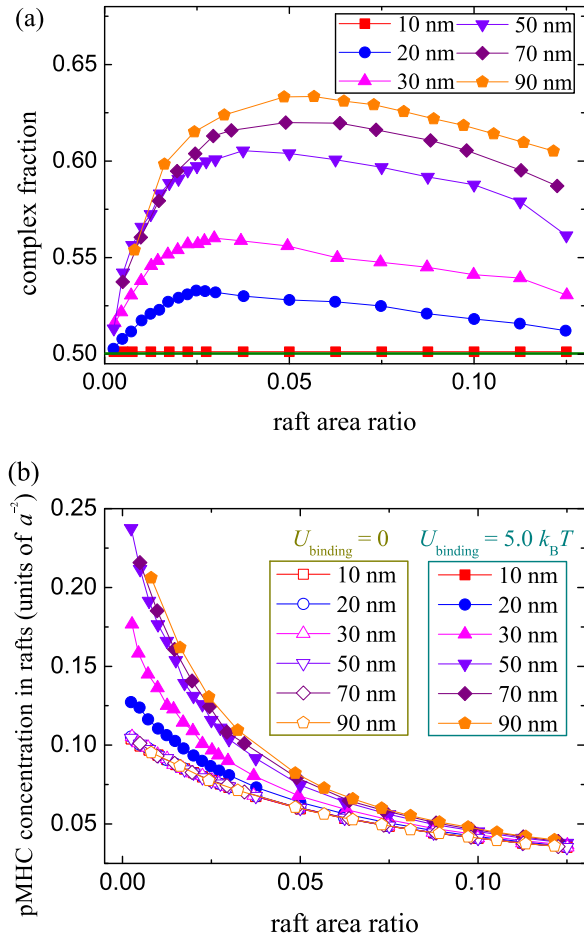 (a)
10 nm 50 nm
20 nm 70 nm
30 nm 90 nm
0.65
0.60
0.55
0.50
complex fraction
0.00 0.05 0.10
raft area ratio
(b)
0.25
0.20
0.15
0.10
0.05
pMHC concentration in rafts (units of a⁻²)
U_binding = 0 U_binding = 5.0 k_BT
10 nm 10 nm
20 nm 20 nm
30 nm 30 nm
50 nm 50 nm
70 nm 70 nm
90 nm 90 nm
0.00 0.05 0.10
raft area ratio